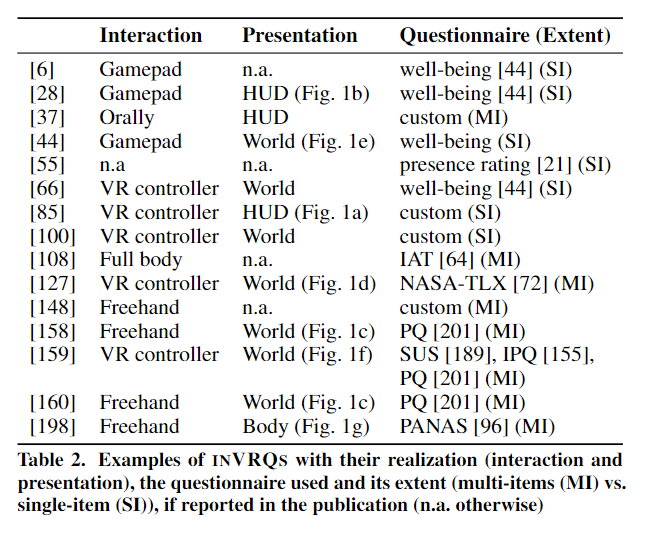 Interaction Presentation Questionnaire (Extent)
[6] Gamepad n.a. well-being [44] (SI)
[28] Gamepad HUD (Fig. 1b) well-being [44] (SI)
[37] Orally HUD custom (MI)
[44] Gamepad World (Fig. 1e) well-being (SI)
[55] n.a n.a. presence rating [21] (SI)
[66] VR controller World well-being [44] (SI)
[85] VR controller HUD (Fig. 1a) custom (SI)
[100] VR controller World custom (SI)
[108] Full body n.a. IAT [64] (MI)
[127] VR controller World (Fig. 1d) NASA-TLX [72] (MI)
[148] Freehand n.a. custom (MI)
[158] Freehand World (Fig. 1c) PQ [201] (MI)
[159] VR controller World (Fig. 1f) SUS [189], IPQ [155],
PQ [201] (MI)
[160] Freehand World (Fig. 1c) PQ [201] (MI)
[198] Freehand Body (Fig. 1g) PANAS [96] (MI)
Table 2. Examples of INVRQS with their realization (interaction and
presentation), the questionnaire used and its extent (multi-items (MI) vs.
single-item (SI)), if reported in the publication (n.a. otherwise)